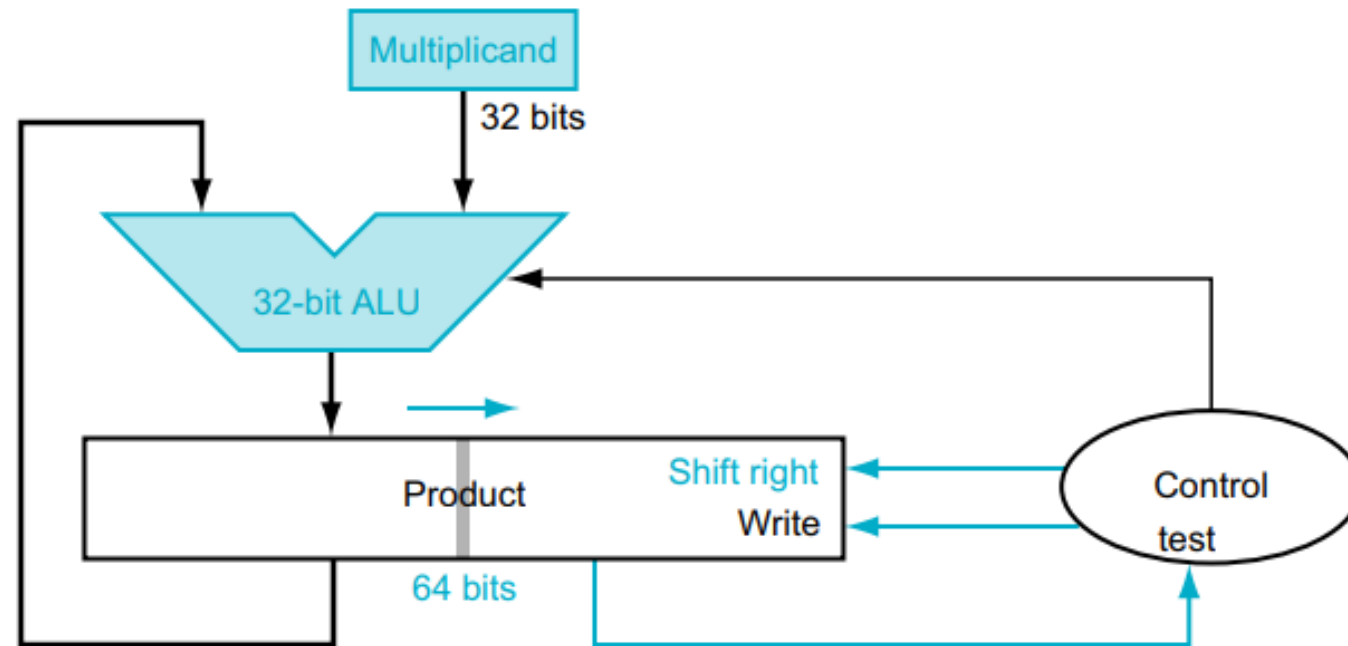 Multiplicand
32 bits
32-bit ALU
Product
Shift right
Write
64 bits
Control
test